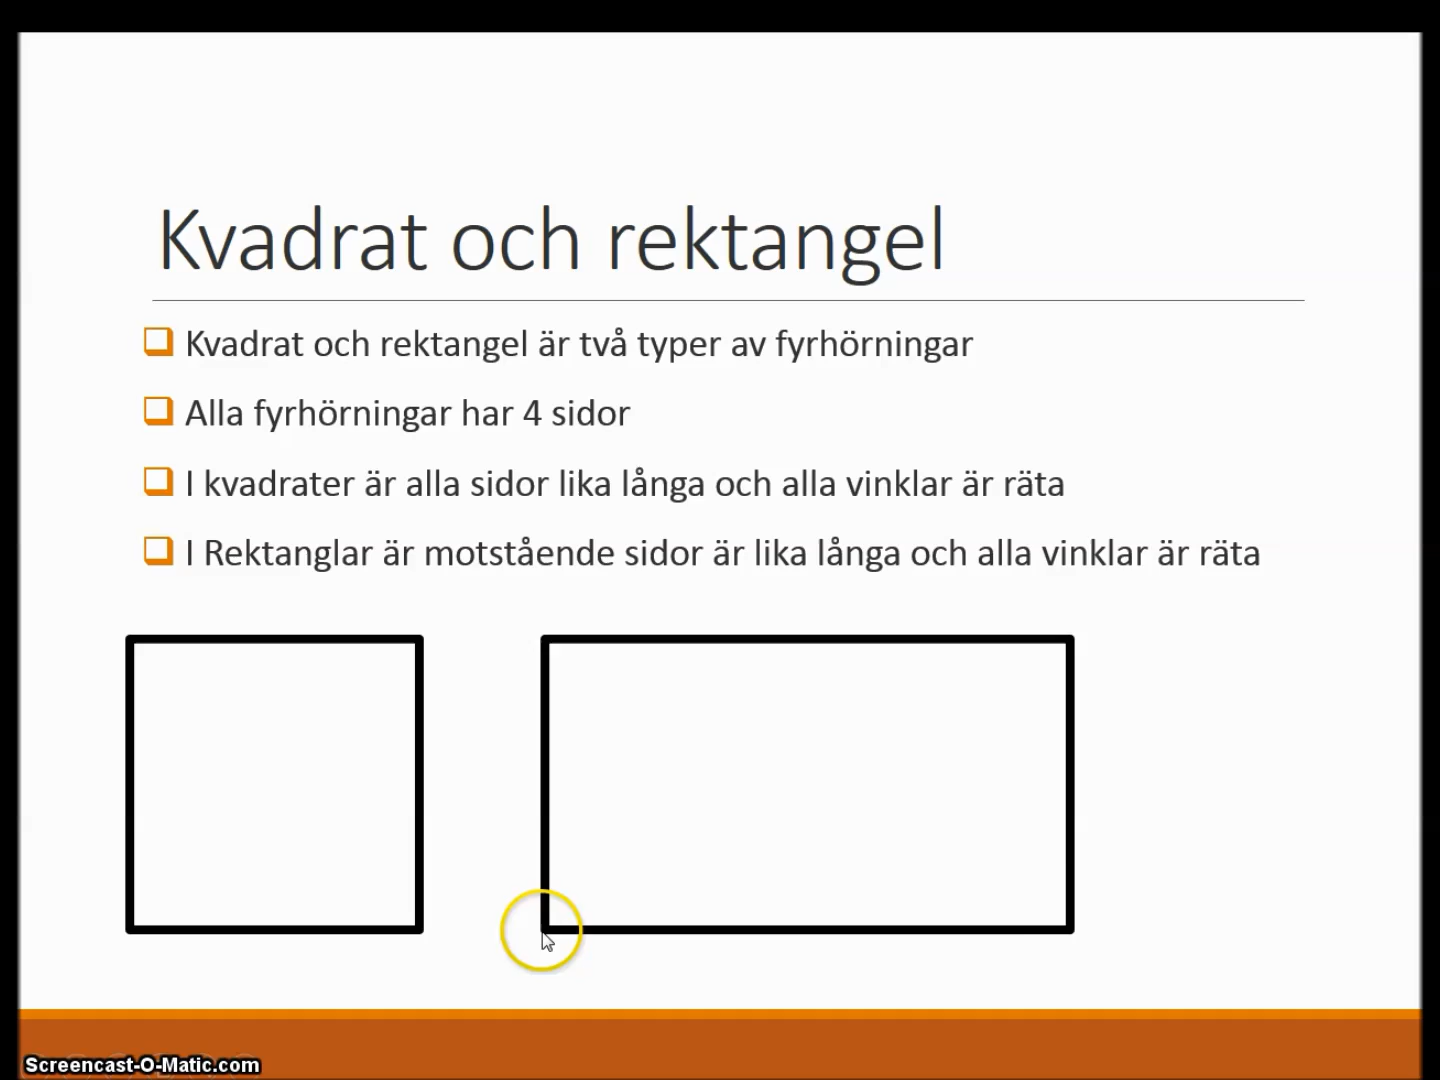 Kvadrat och rektangel
Kvadrat och rektangel är två typer av fyrhörningar
Alla fyrhörningar har 4 sidor
I kvadrater är alla sidor lika långa och alla vinklar är räta
I Rektanglar är motstående sidor är lika långa och alla vinklar är räta
Screencast-O-Matic.com